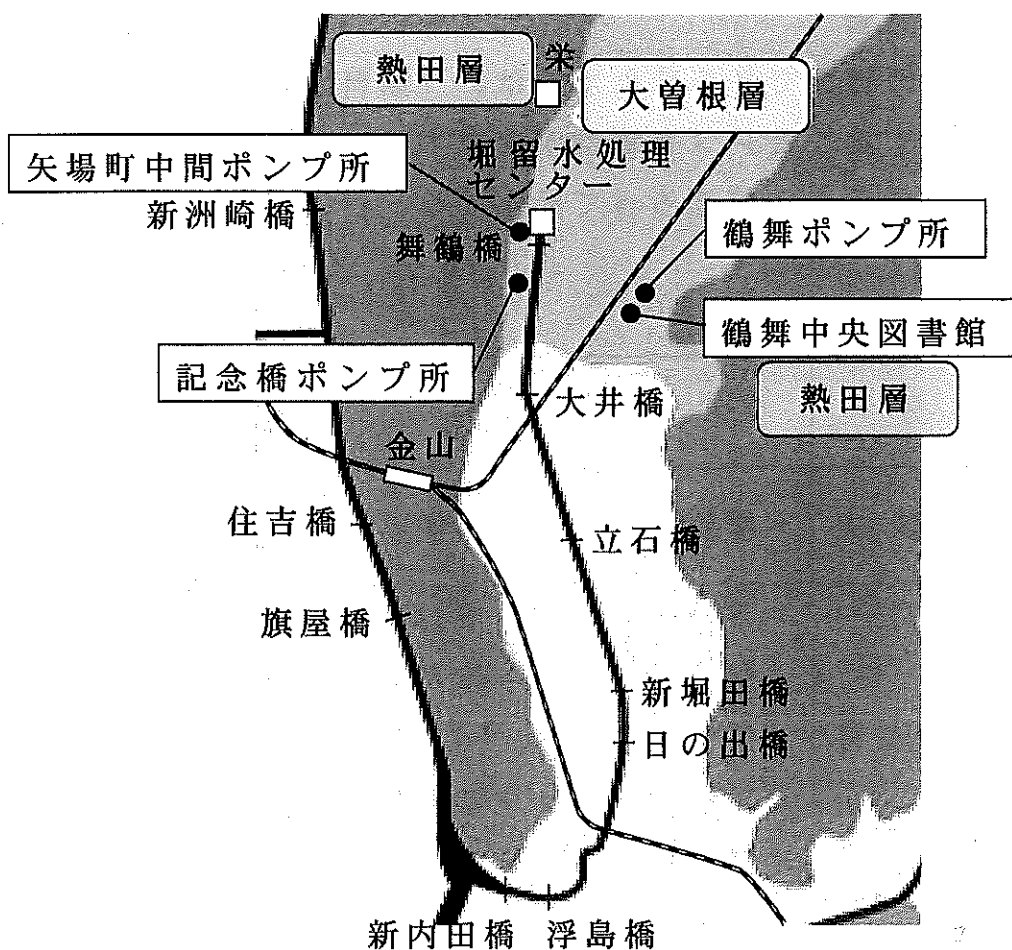 栄
熱田層
大曽根層
矢場町中間ポンプ所
堀留水処理
センター
新洲崎橋
舞鶴橋
鶴舞ポンプ所
鶴舞中央図書館
記念橋ポンプ所
大井橋
熱田層
金山
住吉橋
立石橋
旗屋橋
新堀田橋
日の出橋
新内田橋
浮島橋